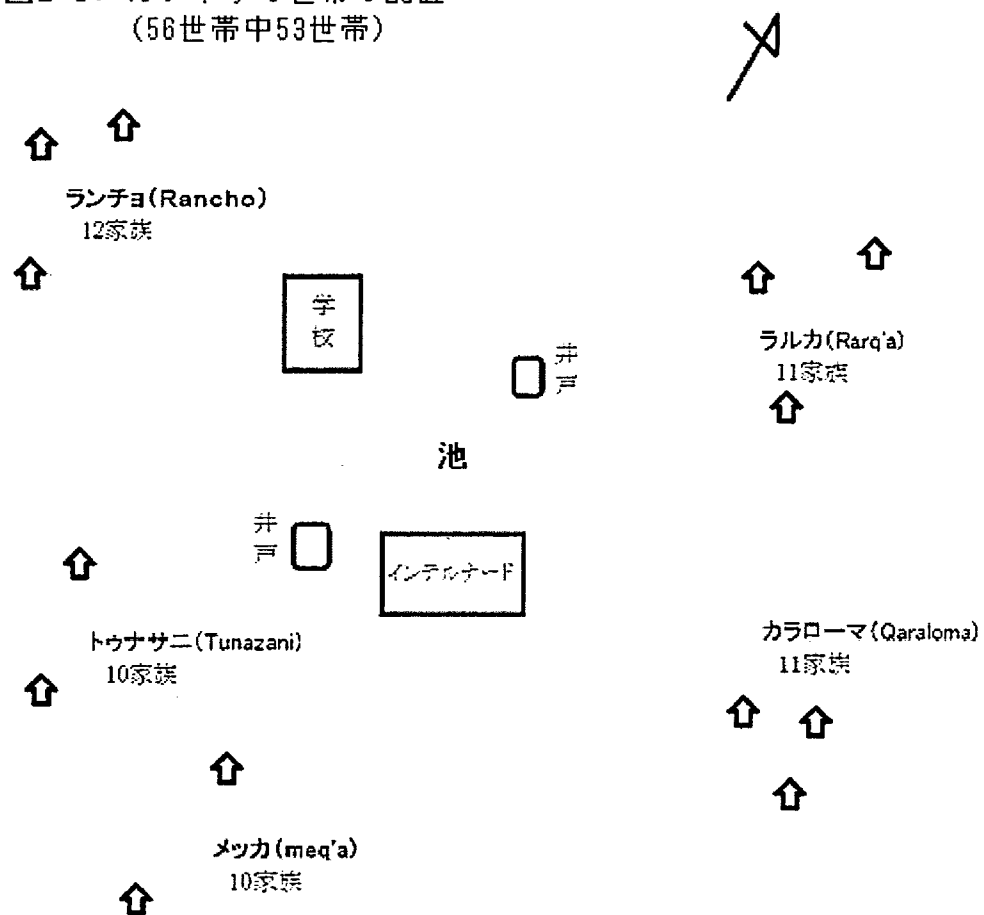 (56世帯中53世帯)
ランチョ(Rancho)
12家族
学校
井戸
ラルカ(Rarq'a)
11家族
池
井戸
インテルナード
トゥナサニ(Tunazani)
10家族
カラローマ(Qaraloma)
11家族
メッカ(meq'a)
10家族